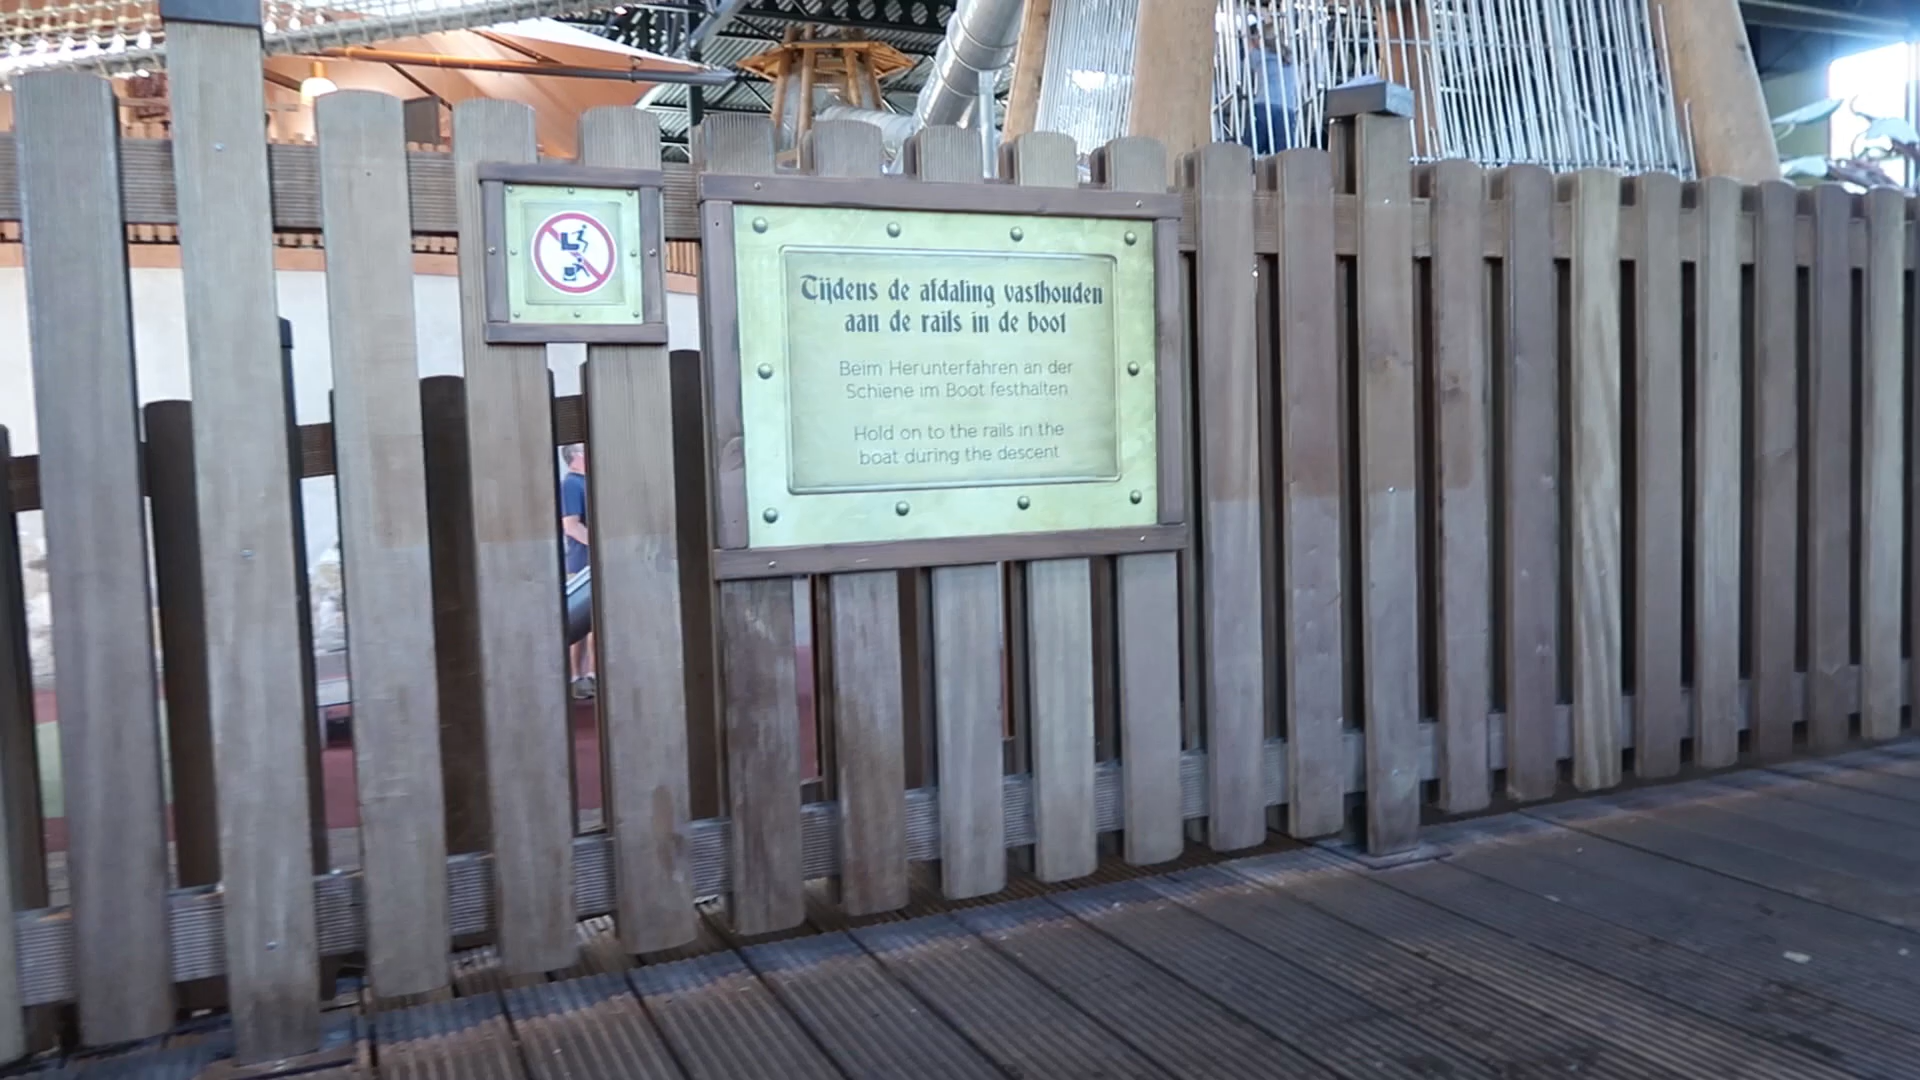 Tijdens de afdaling vasthouden
aan de rails in de boot
Beim Herunterfahren an der
Schiene im Boot festhalten
Hold on to the rails in the
boat during the descent